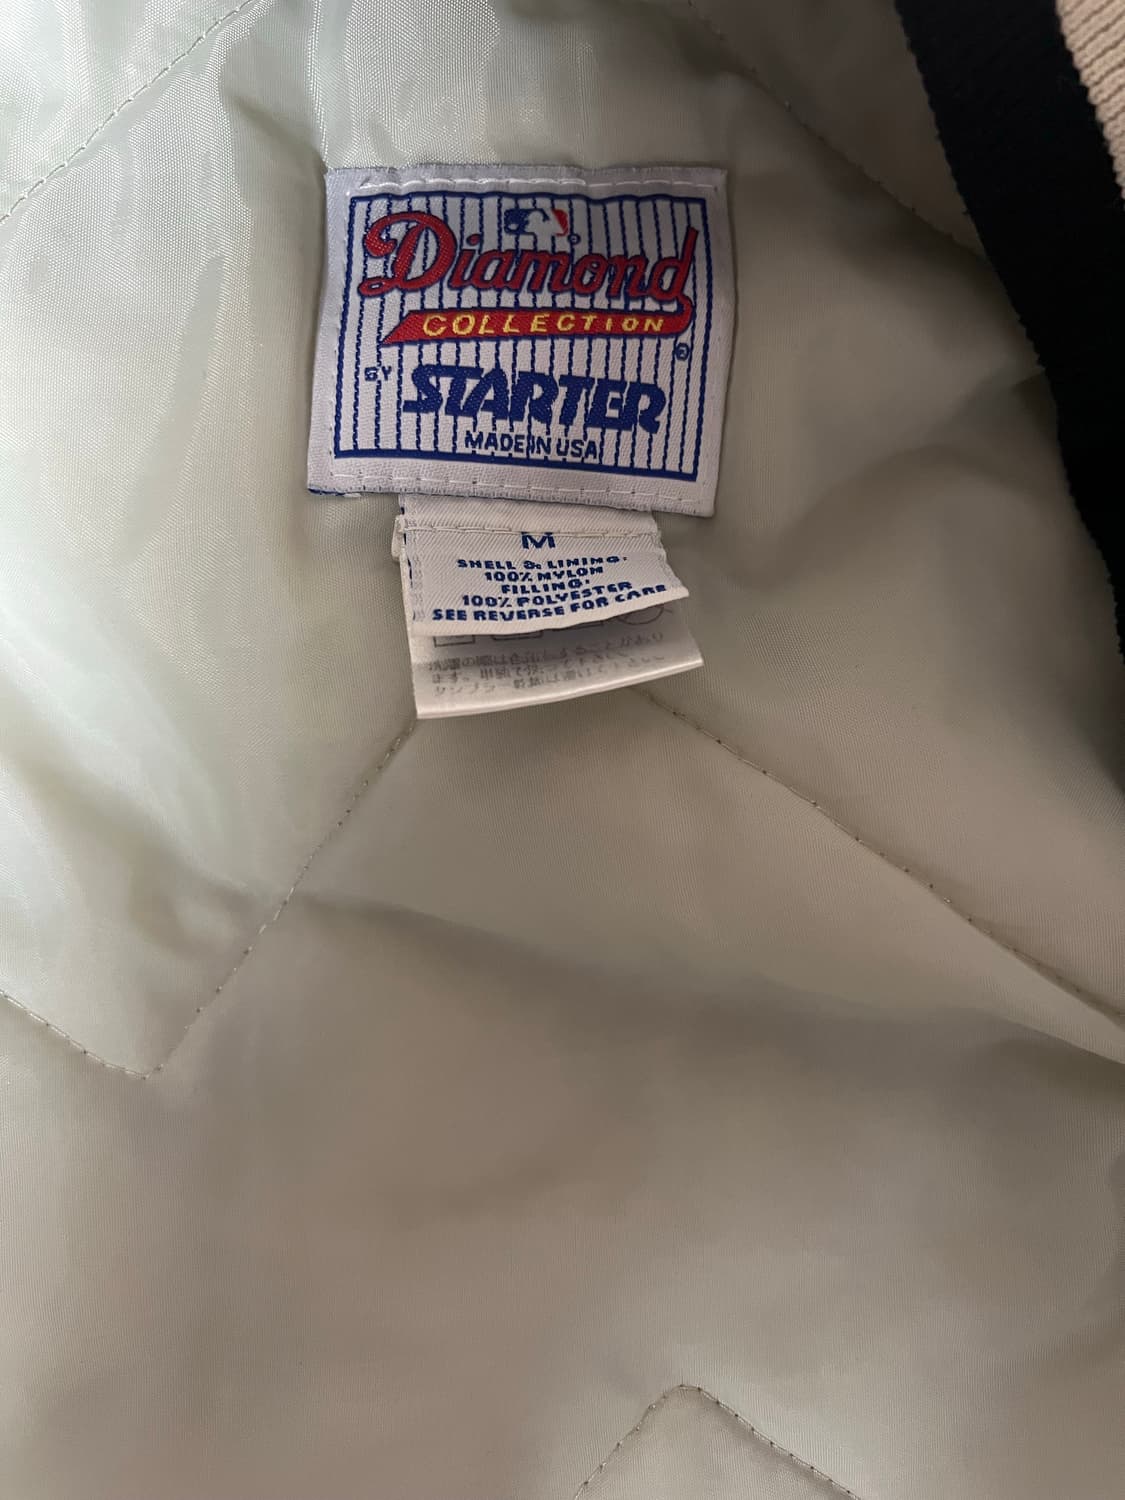 Diamond
COLLECTION
®
BY STARTER
MADE IN USA
M
SHELL & LINING:
100% NYLON
FILLING:
100% POLYESTER
SEE REVERSE FOR CARE